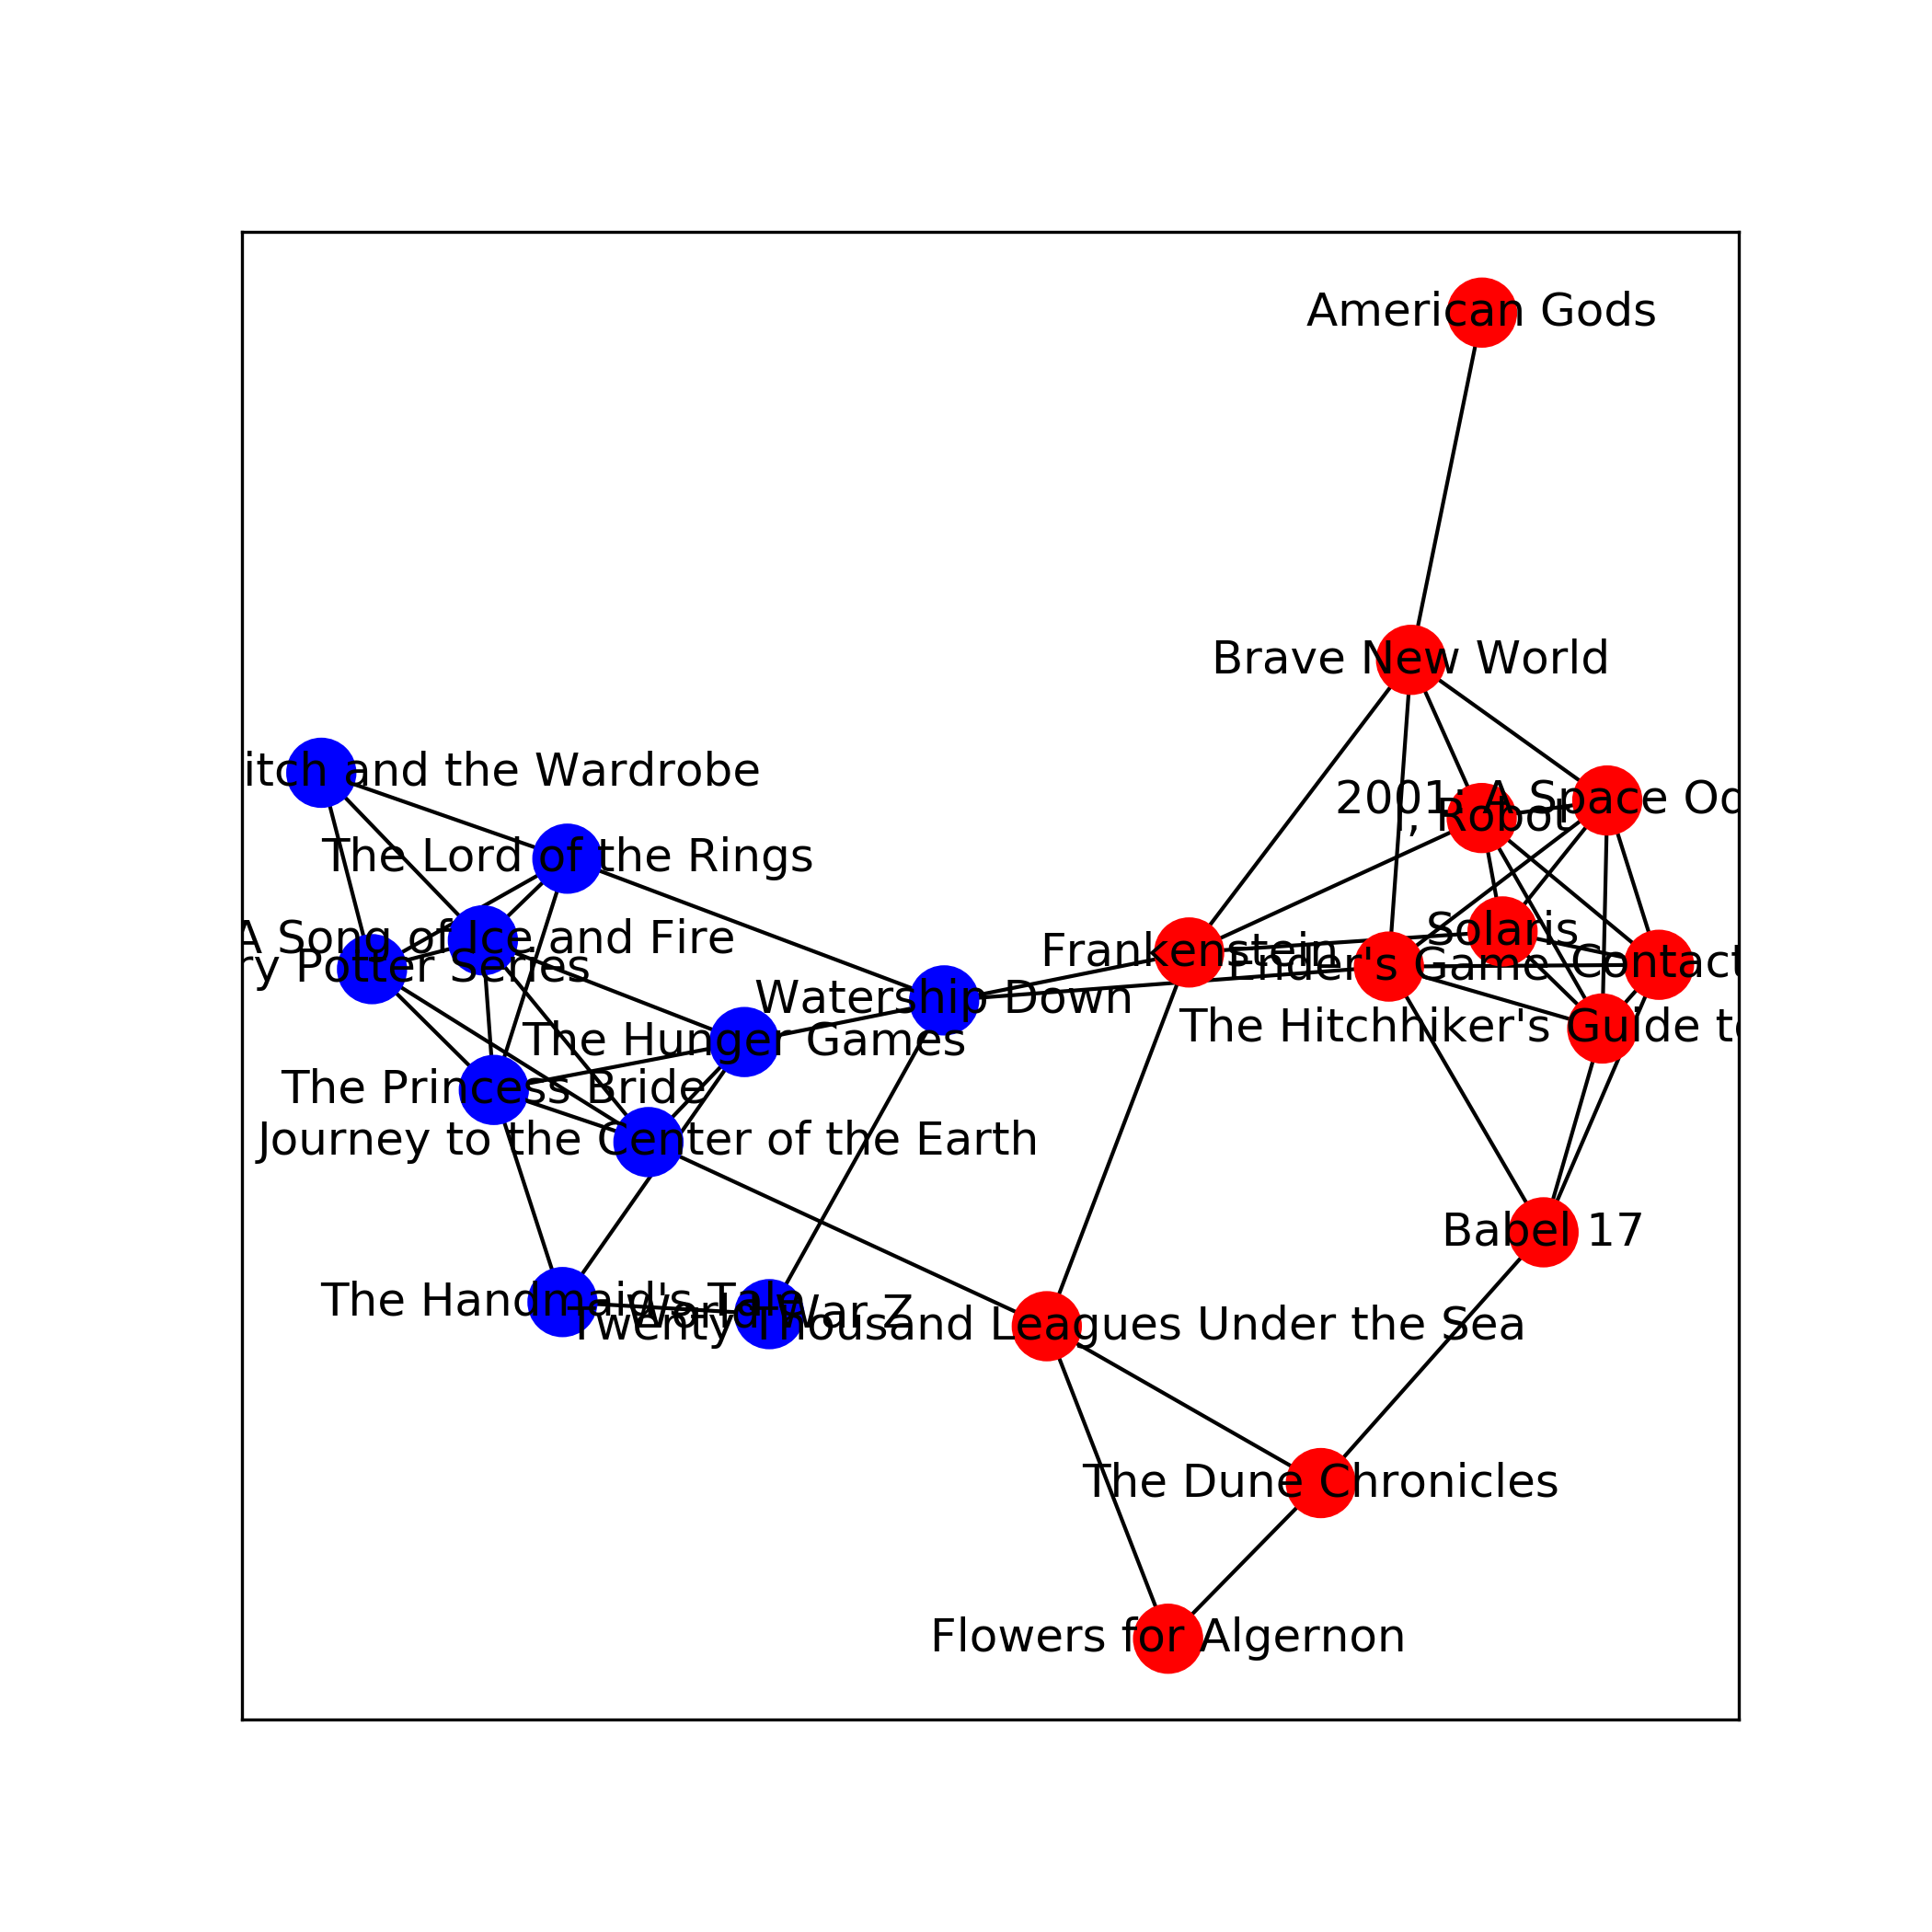 American Gods
Brave New World
itch and the Wardrobe
2001: A Space Od
I, Robot
The Lord of the Rings
Solaris
A Song of Ice and Fire
Frankenstein
Ender's Game
Contact
ry Potter Series
Watership Down
The Hitchhiker's Guide to
The Hunger Games
The Princess Bride
Journey to the Center of the Earth
Babel 17
The Handmaid's Tale
World War Z
Twenty Thousand Leagues Under the Sea
The Dune Chronicles
Flowers for Algernon